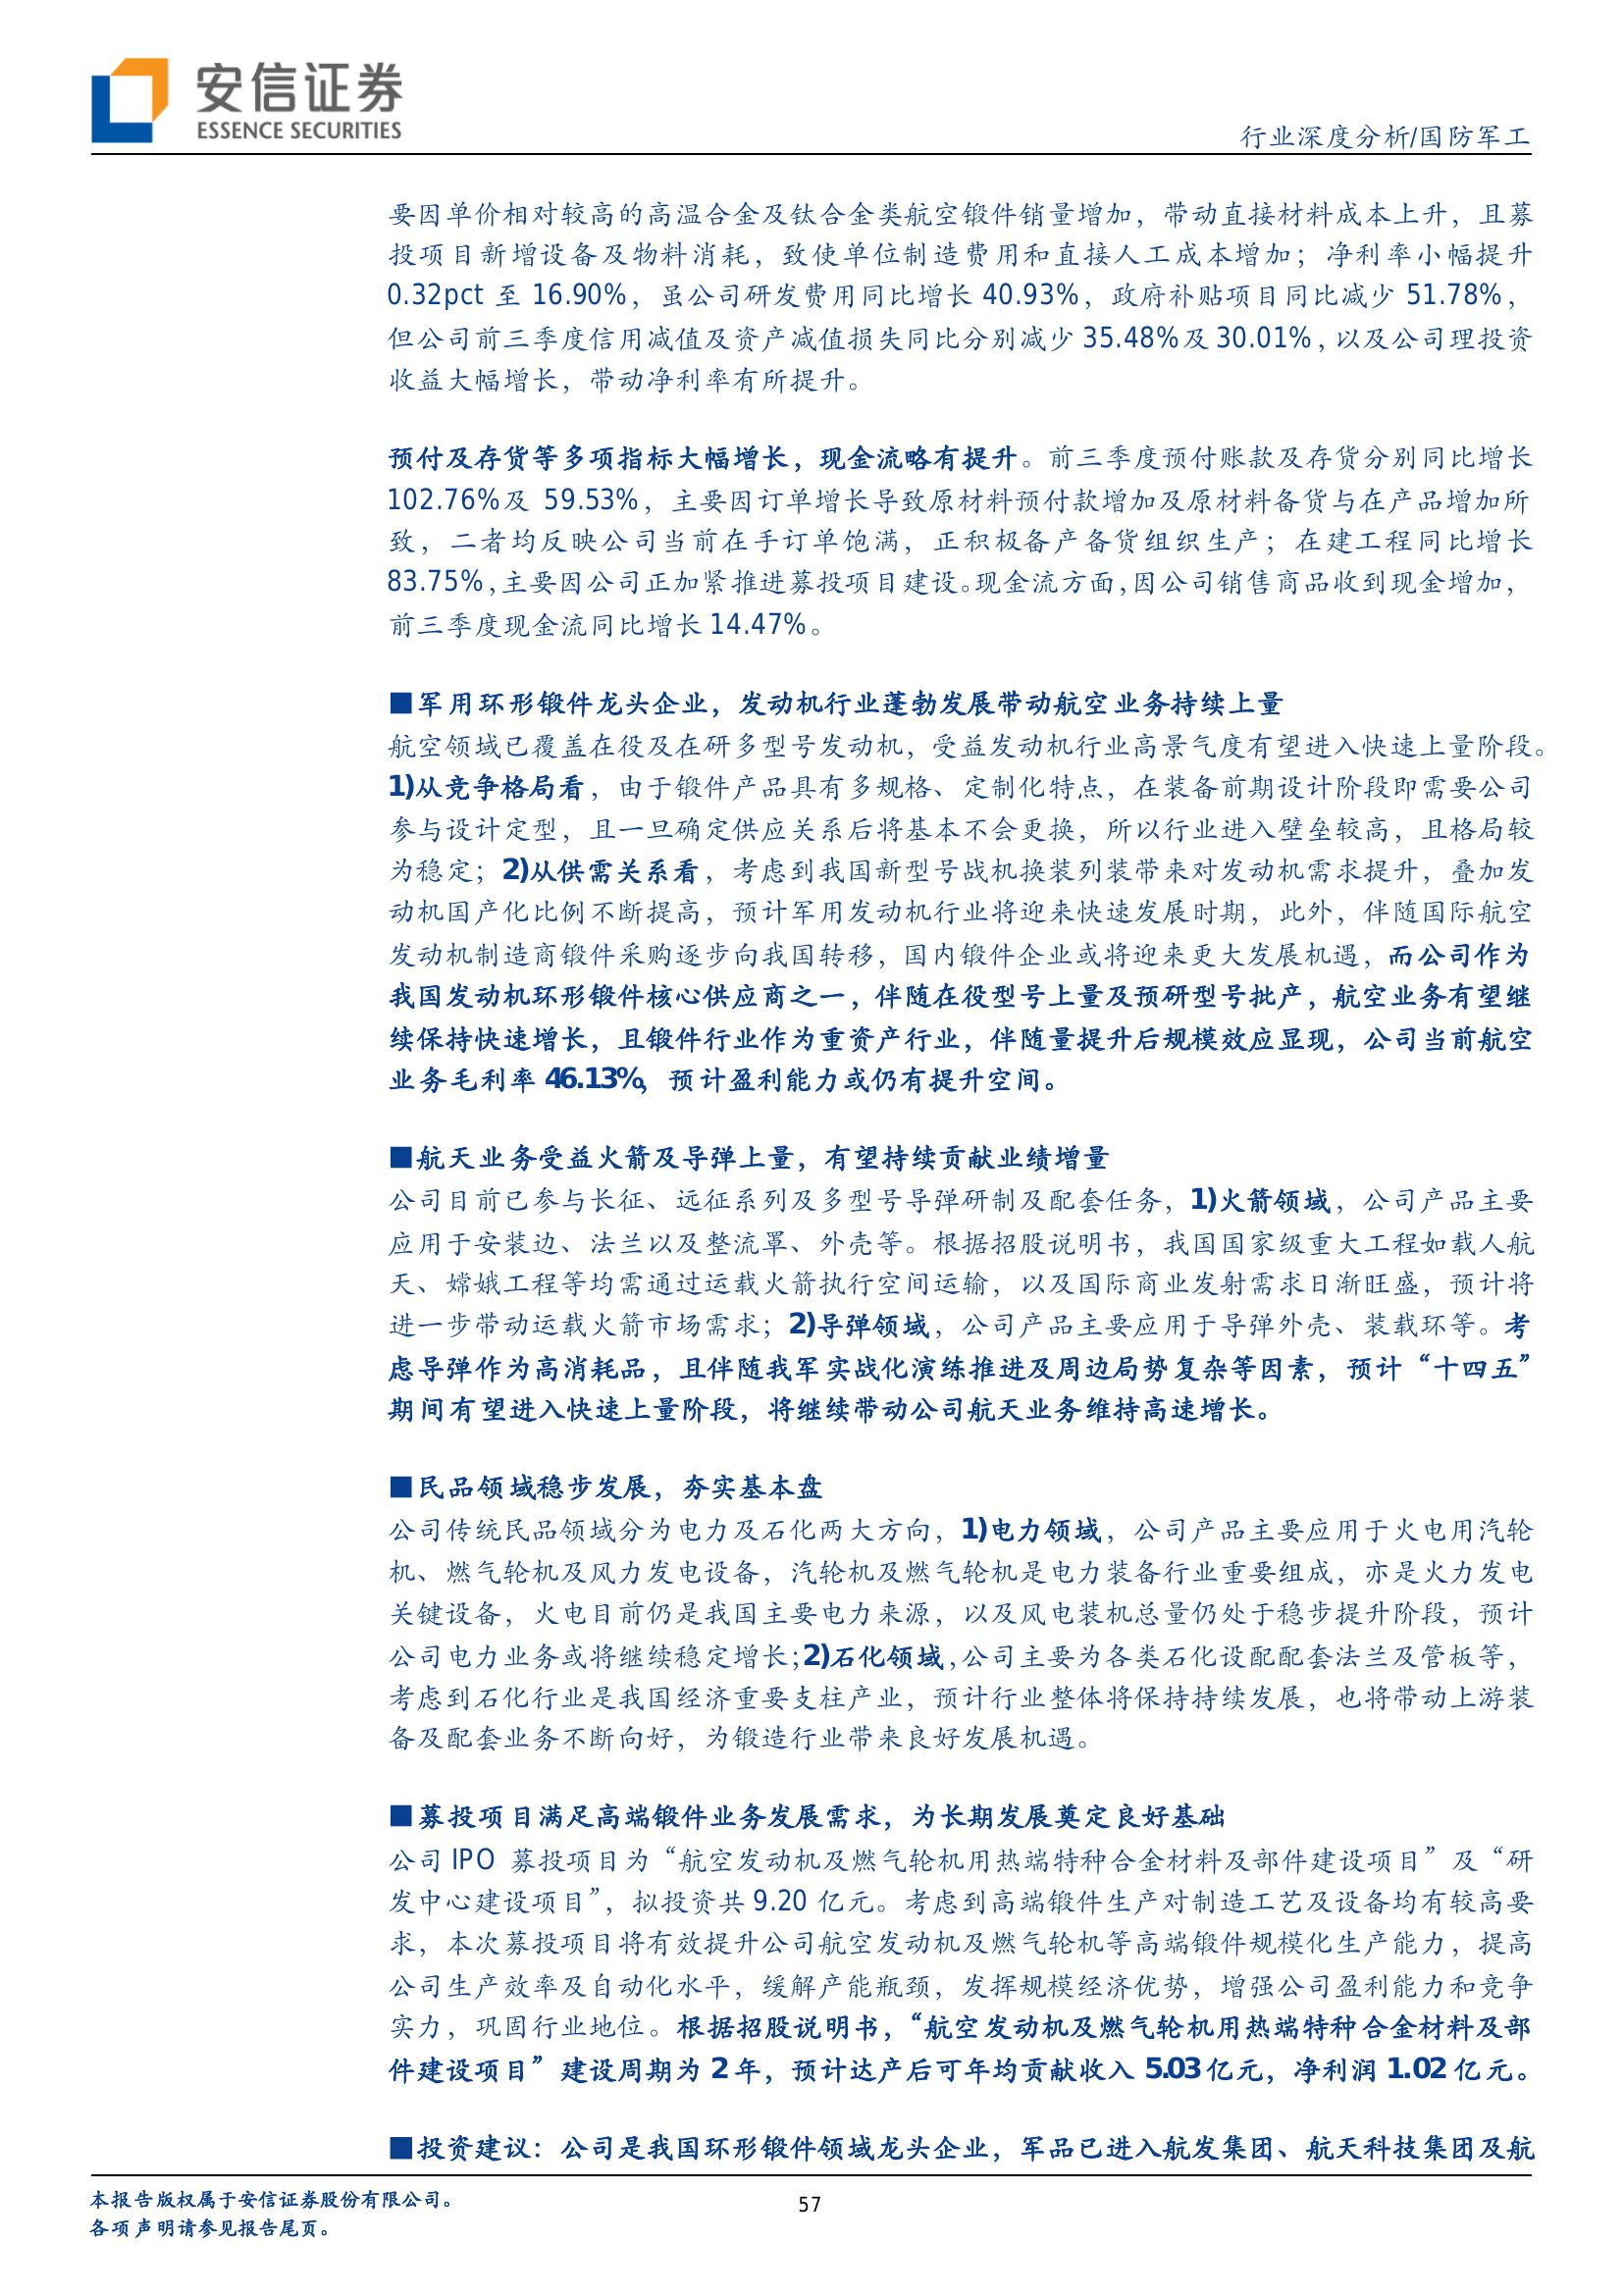 安信证券
ESSENCE SECURITIES
行业深度分析/国防军工
要因单价相对较高的高温合金及钛合金类航空锻件销量增加，带动直接材料成本上升，且募
投项目新增设备及物料消耗，致使单位制造费用和直接人工成本增加；净利率小幅提升
0.32pct 至 16.90%，虽公司研发费用同比增长 40.93%，政府补贴项目同比减少 51.78%，
但公司前三季度信用减值及资产减值损失同比分别减少 35.48%及 30.01%，以及公司理投资
收益大幅增长，带动净利率有所提升。
预付及存货等多项指标大幅增长，现金流略有提升。前三季度预付账款及存货分别同比增长
102.76%及 59.53%，主要因订单增长导致原材料预付款增加及原材料备货与在产品增加所
致，二者均反映公司当前在手订单饱满，正积极备产备货组织生产；在建工程同比增长
83.75%，主要因公司正加紧推进募投项目建设。现金流方面，因公司销售商品收到现金增加，
前三季度现金流同比增长 14.47%。
■军用环形锻件龙头企业，发动机行业蓬勃发展带动航空业务持续上量
航空领域已覆盖在役及在研多型号发动机，受益发动机行业高景气度有望进入快速上量阶段。
1)从竞争格局看，由于锻件产品具有多规格、定制化特点，在装备前期设计阶段即需要公司
参与设计定型，且一旦确定供应关系后将基本不会更换，所以行业进入壁垒较高，且格局较
为稳定；2)从供需关系看，考虑到我国新型号战机换装列装带来对发动机需求提升，叠加发
动机国产化比例不断提高，预计军用发动机行业将迎来快速发展时期，此外，伴随国际航空
发动机制造商锻件采购逐步向我国转移，国内锻件企业或将迎来更大发展机遇，而公司作为
我国发动机环形锻件核心供应商之一，伴随在役型号上量及预研型号批产，航空业务有望继
续保持快速增长，且锻件行业作为重资产行业，伴随量提升后规模效应显现，公司当前航空
业务毛利率 46.13%，预计盈利能力或仍有提升空间。
■航天业务受益火箭及导弹上量，有望持续贡献业绩增量
公司目前已参与长征、远征系列及多型号导弹研制及配套任务，1)火箭领域，公司产品主要
应用于安装边、法兰以及整流罩、外壳等。根据招股说明书，我国国家级重大工程如载人航
天、嫦娥工程等均需通过运载火箭执行空间运输，以及国际商业发射需求日渐旺盛，预计将
进一步带动运载火箭市场需求；2)导弹领域，公司产品主要应用于导弹外壳、装载环等。考
虑导弹作为高消耗品，且伴随我军实战化演练推进及周边局势复杂等因素，预计“十四五”
期间有望进入快速上量阶段，将继续带动公司航天业务维持高速增长。
■民品领域稳步发展，夯实基本盘
公司传统民品领域分为电力及石化两大方向，1)电力领域，公司产品主要应用于火电用汽轮
机、燃气轮机及风力发电设备，汽轮机及燃气轮机是电力装备行业重要组成，亦是火力发电
关键设备，火电目前仍是我国主要电力来源，以及风电装机总量仍处于稳步提升阶段，预计
公司电力业务或将继续稳定增长；2)石化领域，公司主要为各类石化设配配套法兰及管板等，
考虑到石化行业是我国经济重要支柱产业，预计行业整体将保持持续发展，也将带动上游装
备及配套业务不断向好，为锻造行业带来良好发展机遇。
■募投项目满足高端锻件业务发展需求，为长期发展奠定良好基础
公司 IPO 募投项目为“航空发动机及燃气轮机用热端特种合金材料及部件建设项目”及“研
发中心建设项目”，拟投资共 9.20 亿元。考虑到高端锻件生产对制造工艺及设备均有较高要
求，本次募投项目将有效提升公司航空发动机及燃气轮机等高端锻件规模化生产能力，提高
公司生产效率及自动化水平，缓解产能瓶颈，发挥规模经济优势，增强公司盈利能力和竞争
实力，巩固行业地位。根据招股说明书，“航空发动机及燃气轮机用热端特种合金材料及部
件建设项目”建设周期为 2 年，预计达产后可年均贡献收入 5.03 亿元，净利润 1.02 亿元。
■投资建议：公司是我国环形锻件领域龙头企业，军品已进入航发集团、航天科技集团及航
本报告版权属于安信证券股份有限公司。
57
各项声明请参见报告尾页。